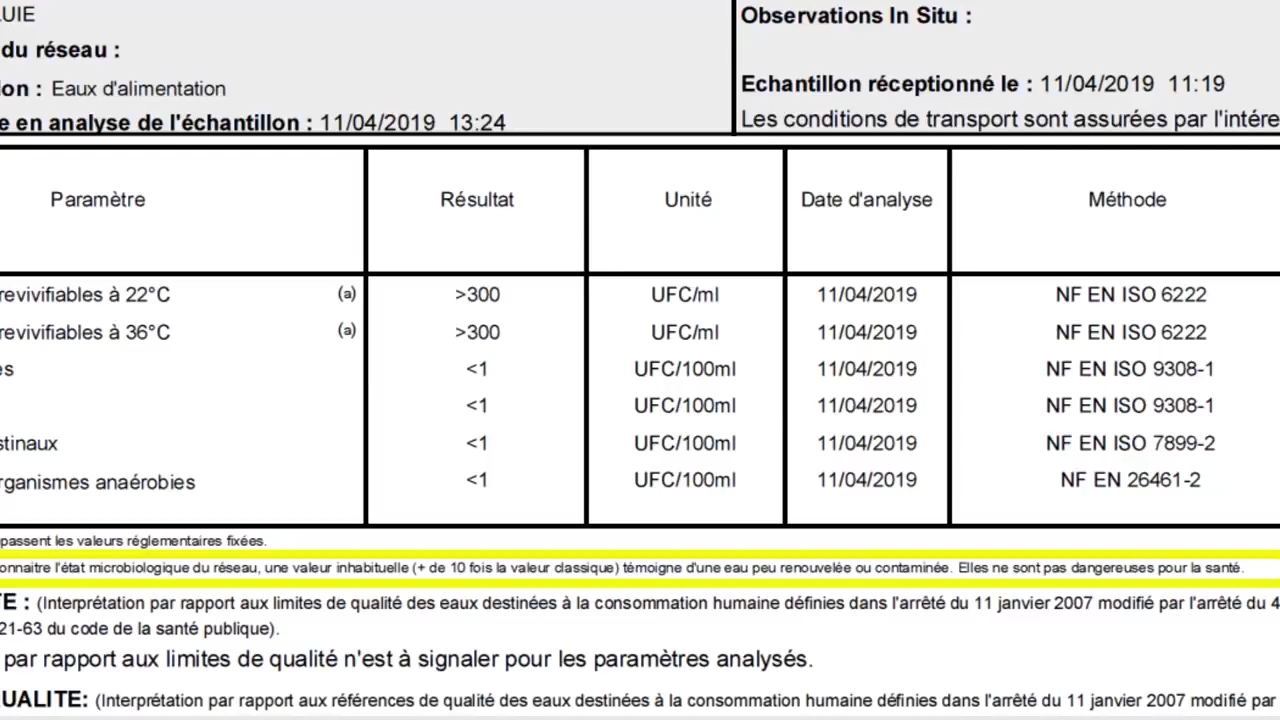 LUIE
du réseau :
ion : Eaux d'alimentation
e en analyse de l'échantillon : 11/04/2019 13:24
Observations In Situ :
Echantillon réceptionné le : 11/04/2019 11:19
Les conditions de transport sont assurées par l'intére
Paramètre Résultat Unité Date d'analyse Méthode
revivifiables à 22°C (a) >300 UFC/ml 11/04/2019 NF EN ISO 6222
revivifiables à 36°C (a) >300 UFC/ml 11/04/2019 NF EN ISO 6222
es <1 UFC/100ml 11/04/2019 NF EN ISO 9308-1
<1 UFC/100ml 11/04/2019 NF EN ISO 9308-1
stinaux <1 UFC/100ml 11/04/2019 NF EN ISO 7899-2
rganismes anaérobies <1 UFC/100ml 11/04/2019 NF EN 26461-2
passent les valeurs réglementaires fixées.
onnaitre l'état microbiologique du réseau, une valeur inhabituelle (+ de 10 fois la valeur classique) témoigne d'une eau peu renouvelée ou contaminée. Elles ne sont pas dangereuses pour la santé.
TE : (Interprétation par rapport aux limites de qualité des eaux destinées à la consommation humaine définies dans l'arrêté du 11 janvier 2007 modifié par l'arrêté du 4
21-63 du code de la santé publique).
par rapport aux limites de qualité n'est à signaler pour les paramètres analysés.
UALITE: (Interprétation par rapport aux références de qualité des eaux destinées à la consommation humaine définies dans l'arrêté du 11 janvier 2007 modifié par